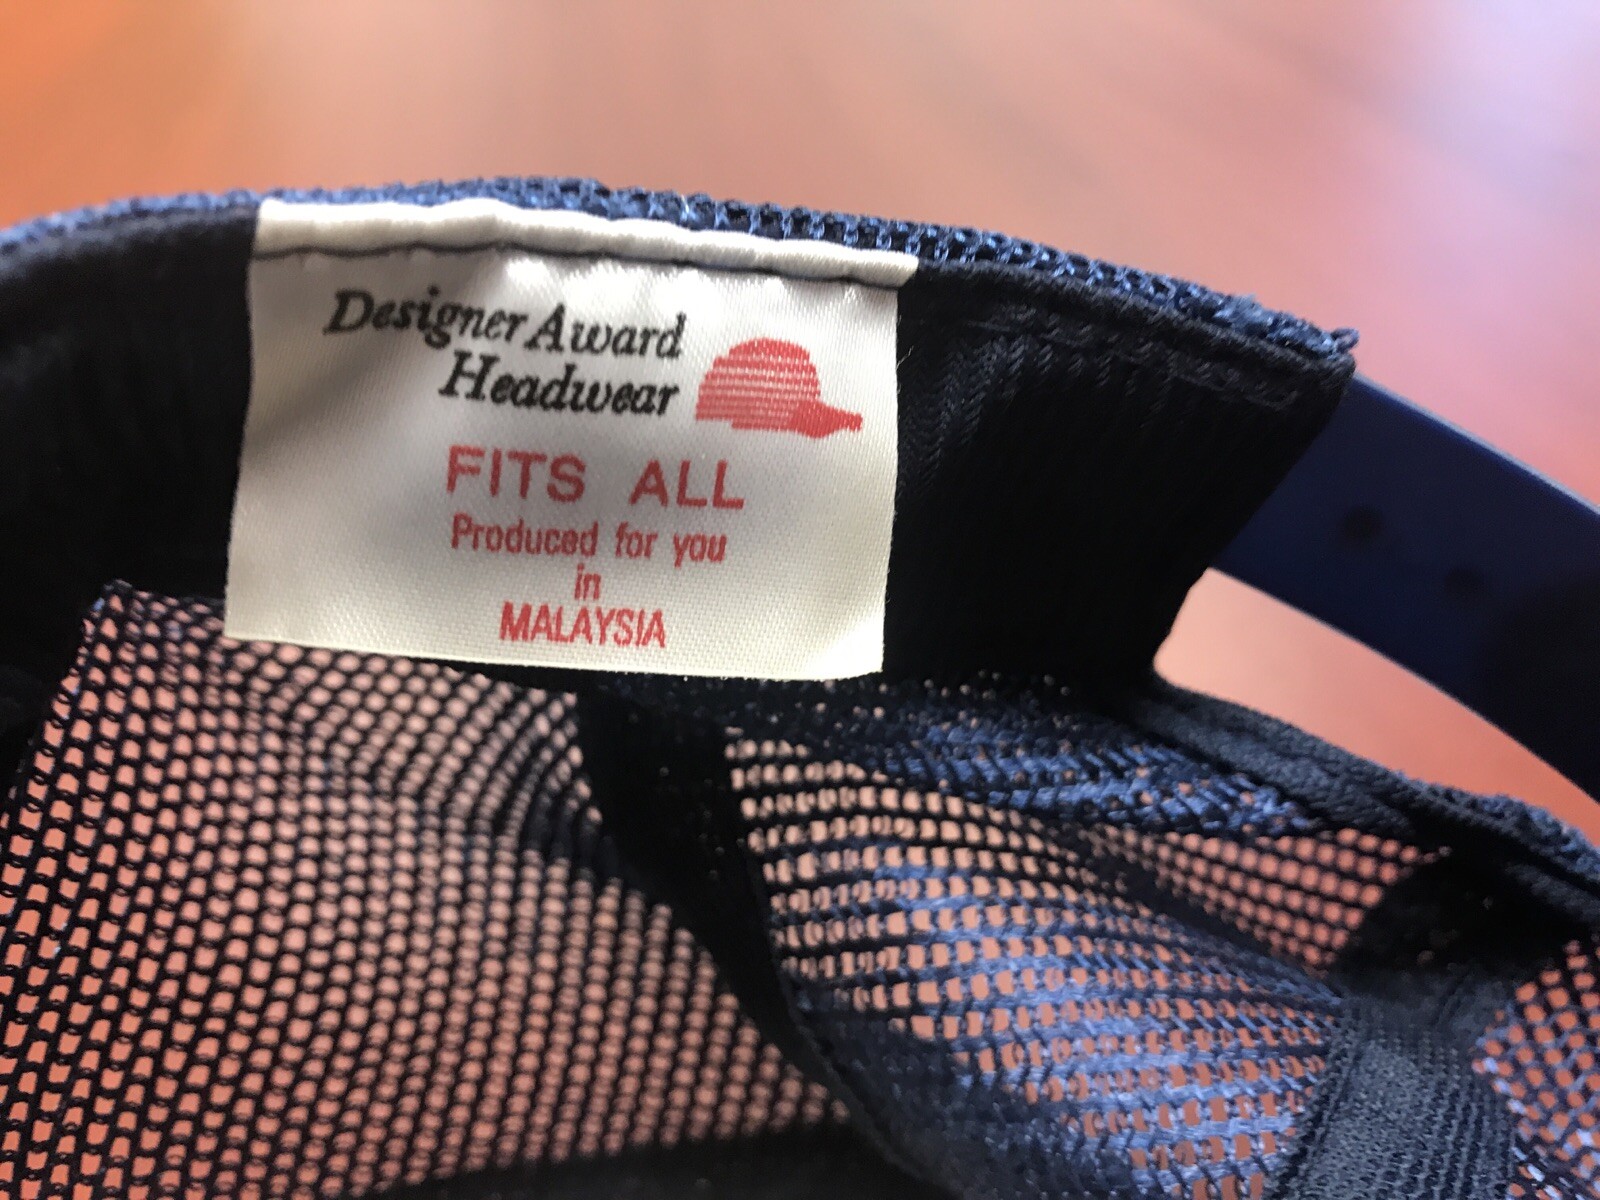 Designer Award
Headwear
FITS ALL
Produced for you
in
MALAYSIA